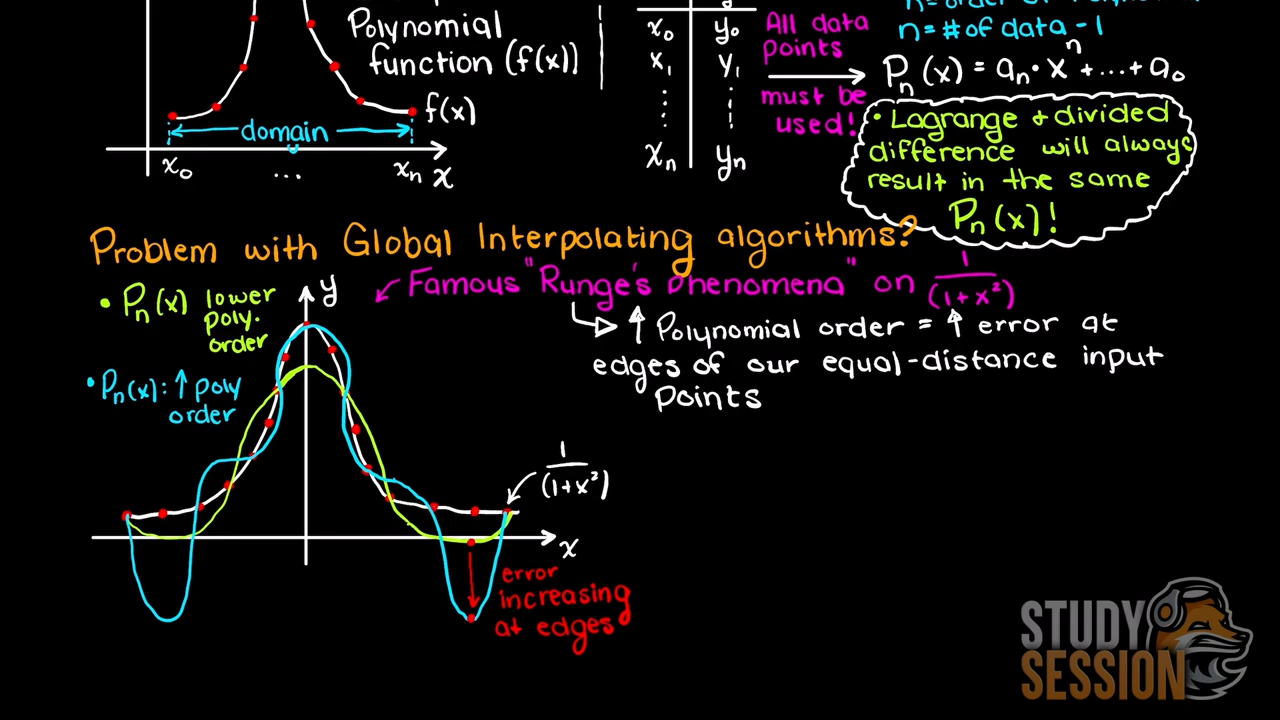 Polynomial
function (f(x))
f(x)
domain
x₀ ... xₙ x
x₀ y₀
x₁ y₁
⋮ ⋮
xₙ yₙ
All data
points
must be
used!
n = # of data - 1
Pₙ(x) = aₙ·xⁿ + ... + a₀
• Lagrange + divided
difference will always
result in the same
Pₙ(x)!
Problem with Global Interpolating algorithms?
Famous "Runge's phenomena" on 1/(1+x²)
↑ Polynomial order = ↑ error at
edges of our equal-distance input
points
• Pₙ(x) lower
poly.
order
• Pₙ(x): ↑ poly
order
y
1/(1+x²)
x
error
increasing
at edges
STUDY
SESSION